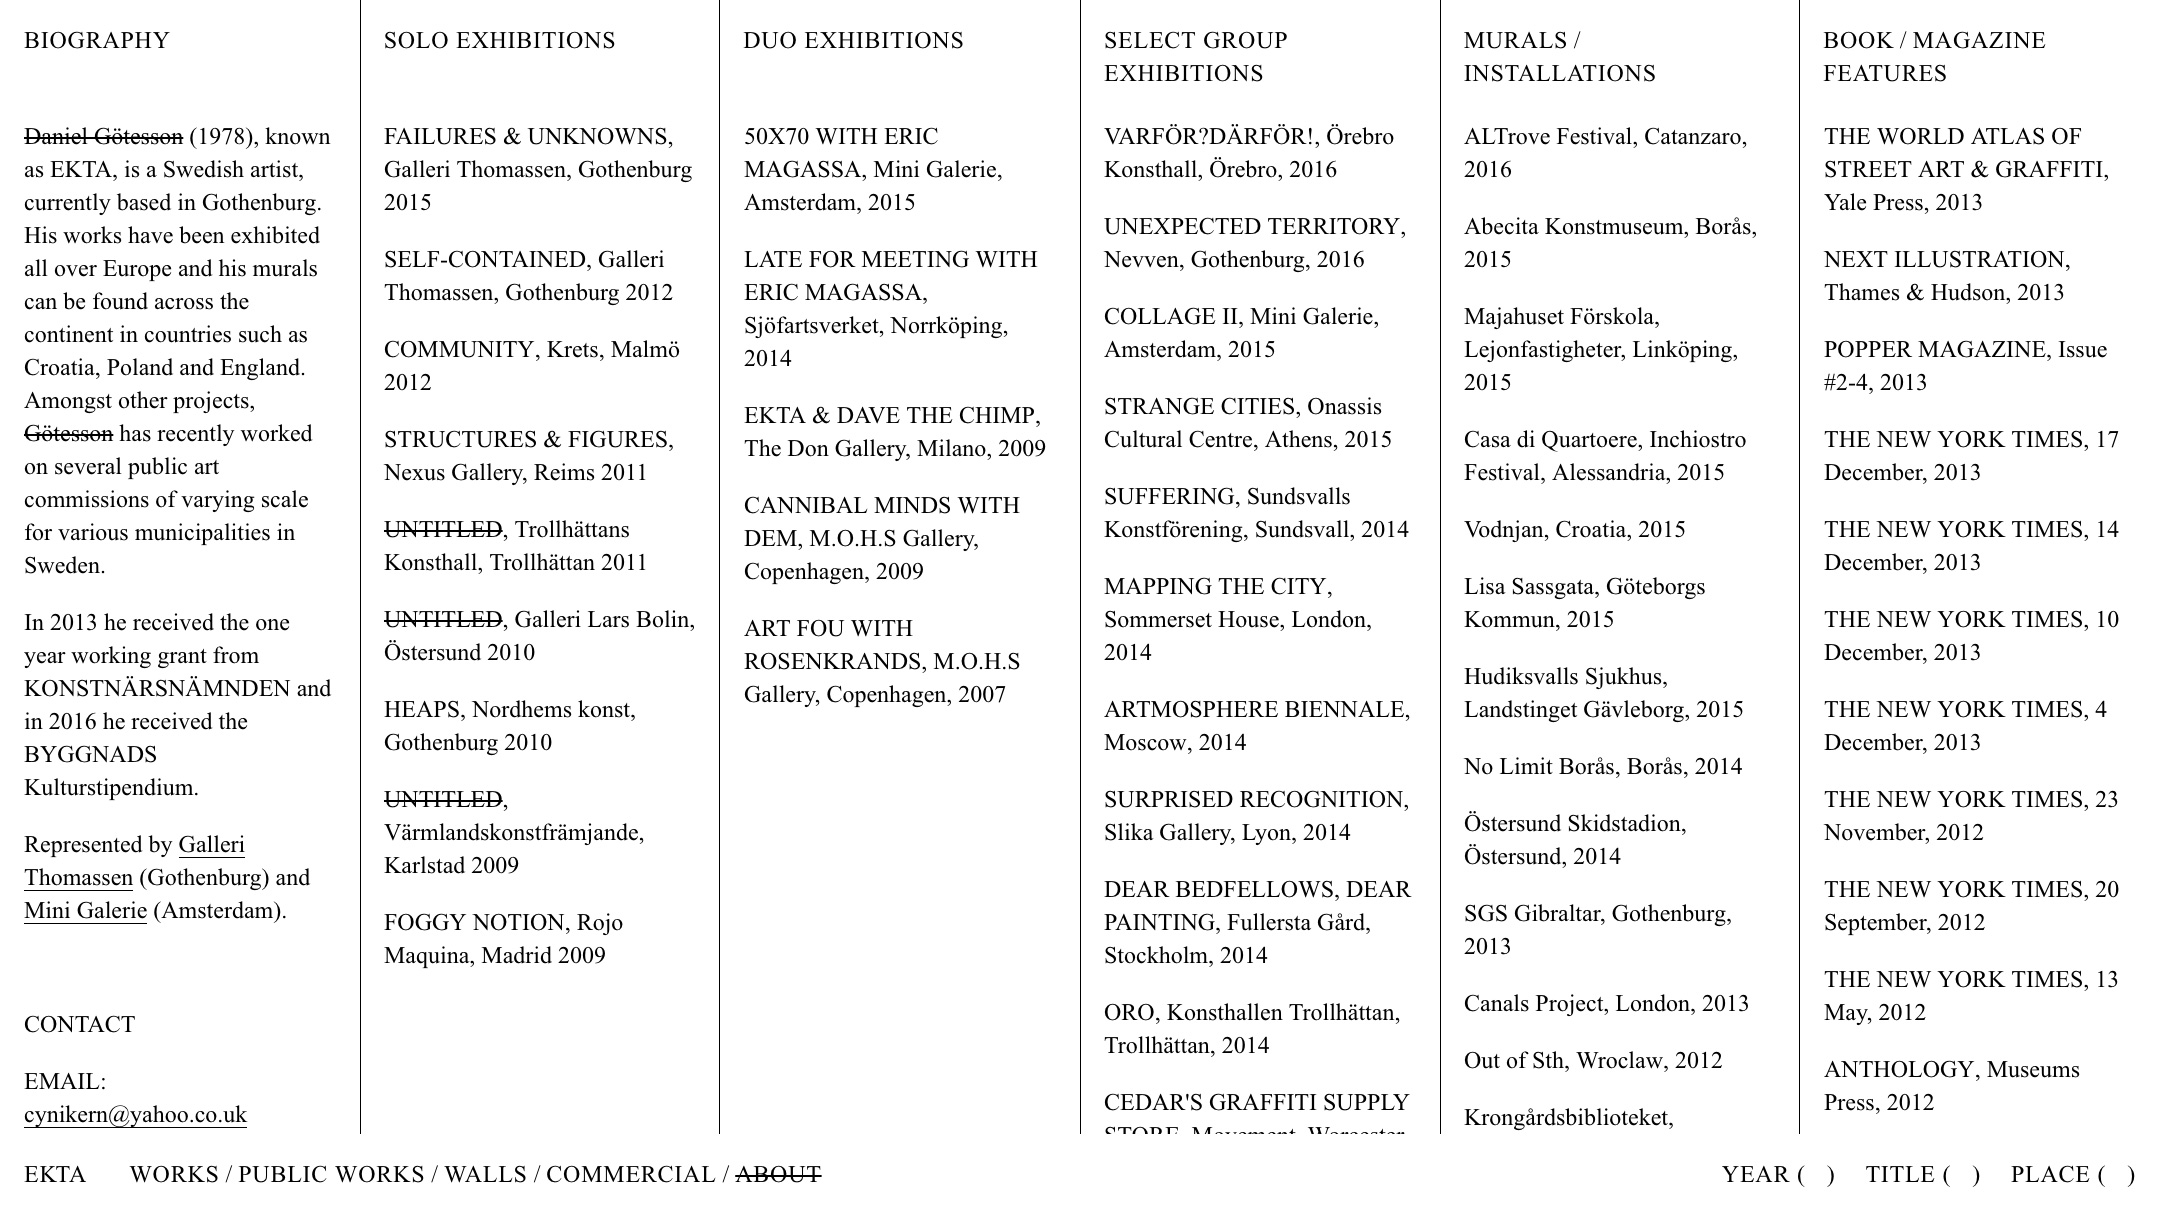 BIOGRAPHY
Daniel Götesson (1978), known
as EKTA, is a Swedish artist,
currently based in Gothenburg.
His works have been exhibited
all over Europe and his murals
can be found across the
continent in countries such as
Croatia, Poland and England.
Amongst other projects,
Götesson has recently worked
on several public art
commissions of varying scale
for various municipalities in
Sweden.
In 2013 he received the one
year working grant from
KONSTNÄRSNÄMNDEN and
in 2016 he received the
BYGGNADS
Kulturstipendium.
Represented by Galleri
Thomassen (Gothenburg) and
Mini Galerie (Amsterdam).
CONTACT
EMAIL:
cynikern@yahoo.co.uk
SOLO EXHIBITIONS
FAILURES & UNKNOWNS,
Galleri Thomassen, Gothenburg
2015
SELF-CONTAINED, Galleri
Thomassen, Gothenburg 2012
COMMUNITY, Krets, Malmö
2012
STRUCTURES & FIGURES,
Nexus Gallery, Reims 2011
UNTITLED, Trollhättans
Konsthall, Trollhättan 2011
UNTITLED, Galleri Lars Bolin,
Östersund 2010
HEAPS, Nordhems konst,
Gothenburg 2010
UNTITLED,
Värmlandskonstfrämjande,
Karlstad 2009
FOGGY NOTION, Rojo
Maquina, Madrid 2009
DUO EXHIBITIONS
50X70 WITH ERIC
MAGASSA, Mini Galerie,
Amsterdam, 2015
LATE FOR MEETING WITH
ERIC MAGASSA,
Sjöfartsverket, Norrköping,
2014
EKTA & DAVE THE CHIMP,
The Don Gallery, Milano, 2009
CANNIBAL MINDS WITH
DEM, M.O.H.S Gallery,
Copenhagen, 2009
ART FOU WITH
ROSENKRANDS, M.O.H.S
Gallery, Copenhagen, 2007
SELECT GROUP
EXHIBITIONS
VARFÖR?DÄRFÖR!, Örebro
Konsthall, Örebro, 2016
UNEXPECTED TERRITORY,
Nevven, Gothenburg, 2016
COLLAGE II, Mini Galerie,
Amsterdam, 2015
STRANGE CITIES, Onassis
Cultural Centre, Athens, 2015
SUFFERING, Sundsvalls
Konstförening, Sundsvall, 2014
MAPPING THE CITY,
Sommerset House, London,
2014
ARTMOSPHERE BIENNALE,
Moscow, 2014
SURPRISED RECOGNITION,
Slika Gallery, Lyon, 2014
DEAR BEDFELLOWS, DEAR
PAINTING, Fullersta Gård,
Stockholm, 2014
ORO, Konsthallen Trollhättan,
Trollhättan, 2014
CEDAR'S GRAFFITI SUPPLY
STORE, Movement, Worcester
MURALS /
INSTALLATIONS
ALTrove Festival, Catanzaro,
2016
Abecita Konstmuseum, Borås,
2015
Majahuset Förskola,
Lejonfastigheter, Linköping,
2015
Casa di Quartoere, Inchiostro
Festival, Alessandria, 2015
Vodnjan, Croatia, 2015
Lisa Sassgata, Göteborgs
Kommun, 2015
Hudiksvalls Sjukhus,
Landstinget Gävleborg, 2015
No Limit Borås, Borås, 2014
Östersund Skidstadion,
Östersund, 2014
SGS Gibraltar, Gothenburg,
2013
Canals Project, London, 2013
Out of Sth, Wroclaw, 2012
Krongårdsbiblioteket,
BOOK / MAGAZINE
FEATURES
THE WORLD ATLAS OF
STREET ART & GRAFFITI,
Yale Press, 2013
NEXT ILLUSTRATION,
Thames & Hudson, 2013
POPPER MAGAZINE, Issue
#2-4, 2013
THE NEW YORK TIMES, 17
December, 2013
THE NEW YORK TIMES, 14
December, 2013
THE NEW YORK TIMES, 10
December, 2013
THE NEW YORK TIMES, 4
December, 2013
THE NEW YORK TIMES, 23
November, 2012
THE NEW YORK TIMES, 20
September, 2012
THE NEW YORK TIMES, 13
May, 2012
ANTHOLOGY, Museums
Press, 2012
EKTA WORKS / PUBLIC WORKS / WALLS / COMMERCIAL / ABOUT
YEAR ( ) TITLE ( ) PLACE ( )